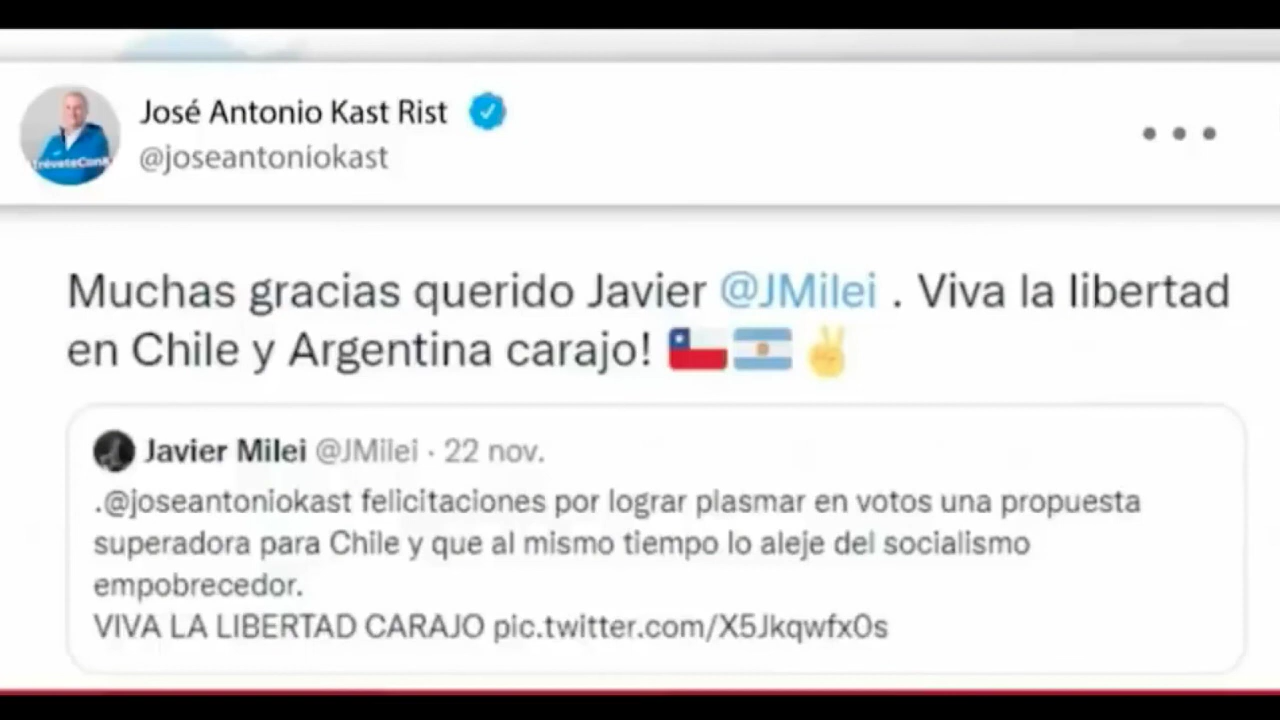 José Antonio Kast Rist
@joseantoniokast
Muchas gracias querido Javier @JMilei . Viva la libertad
en Chile y Argentina carajo! 🇨🇱🇦🇷✌
Javier Milei @JMilei · 22 nov.
.@joseantoniokast felicitaciones por lograr plasmar en votos una propuesta
superadora para Chile y que al mismo tiempo lo aleje del socialismo
empobrecedor.
VIVA LA LIBERTAD CARAJO pic.twitter.com/X5Jkqwfx0s